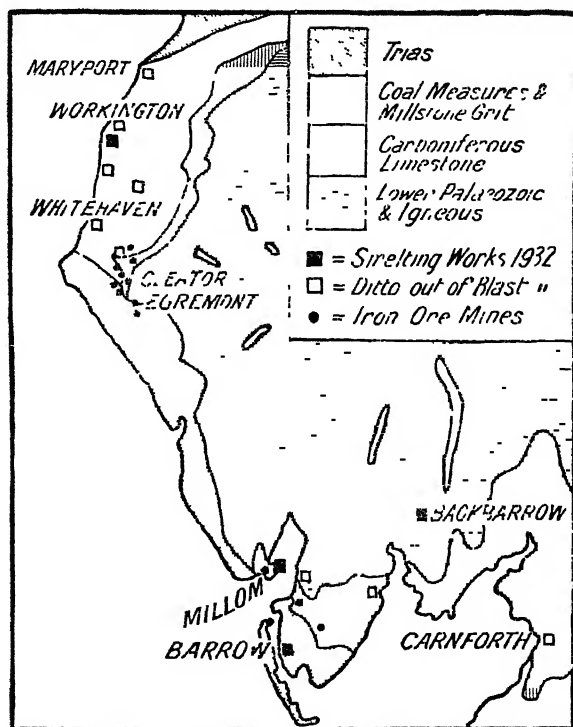 MARYPORT
WORKINGTON
WHITEHAVEN
CLEATOR
EGREMONT
Trias
Coal Measures &
Millstone Grit
Carboniferous
Limestone
Lower Palæozoic
& Igneous
■ = Smelting Works 1932
□ = Ditto out of Blast "
• = Iron Ore Mines
BACKBARROW
MILLOM
BARROW
CARNFORTH